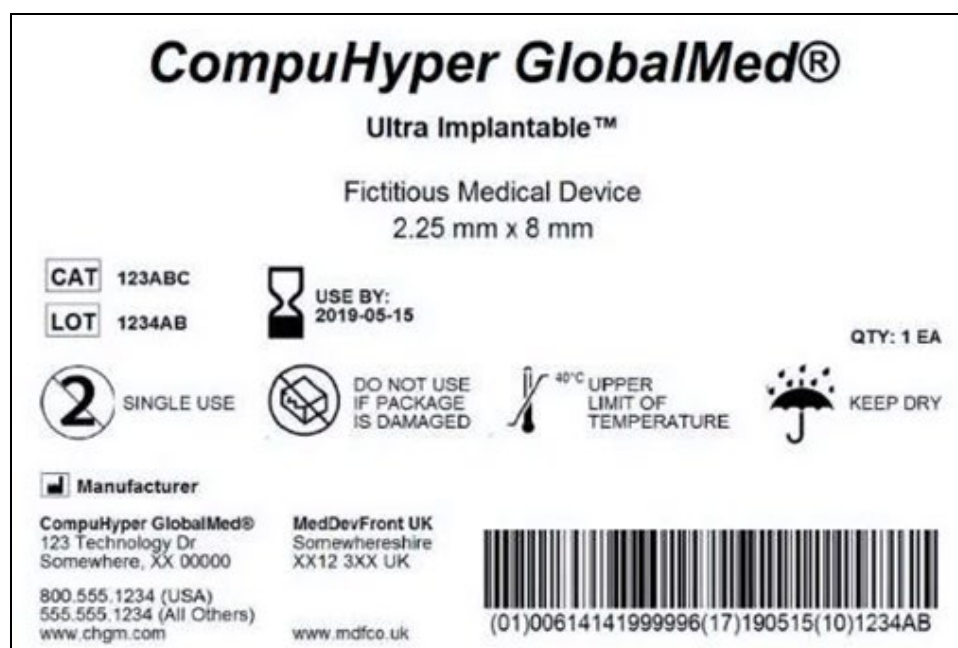 CompuHyper GlobalMed®
Ultra Implantable™
Fictitious Medical Device
2.25 mm x 8 mm
CAT 123ABC
LOT 1234AB
USE BY:
2019-05-15
QTY: 1 EA
2 SINGLE USE
DO NOT USE
IF PACKAGE
IS DAMAGED
40°C UPPER
LIMIT OF
TEMPERATURE
KEEP DRY
Manufacturer
CompuHyper GlobalMed®
123 Technology Dr
Somewhere, XX 00000
800.555.1234 (USA)
555.555.1234 (All Others)
www.chgm.com
MedDevFront UK
Somewhereshire
XX12 3XX UK
www.mdfco.uk
(01)00614141999996(17)190515(10)1234AB